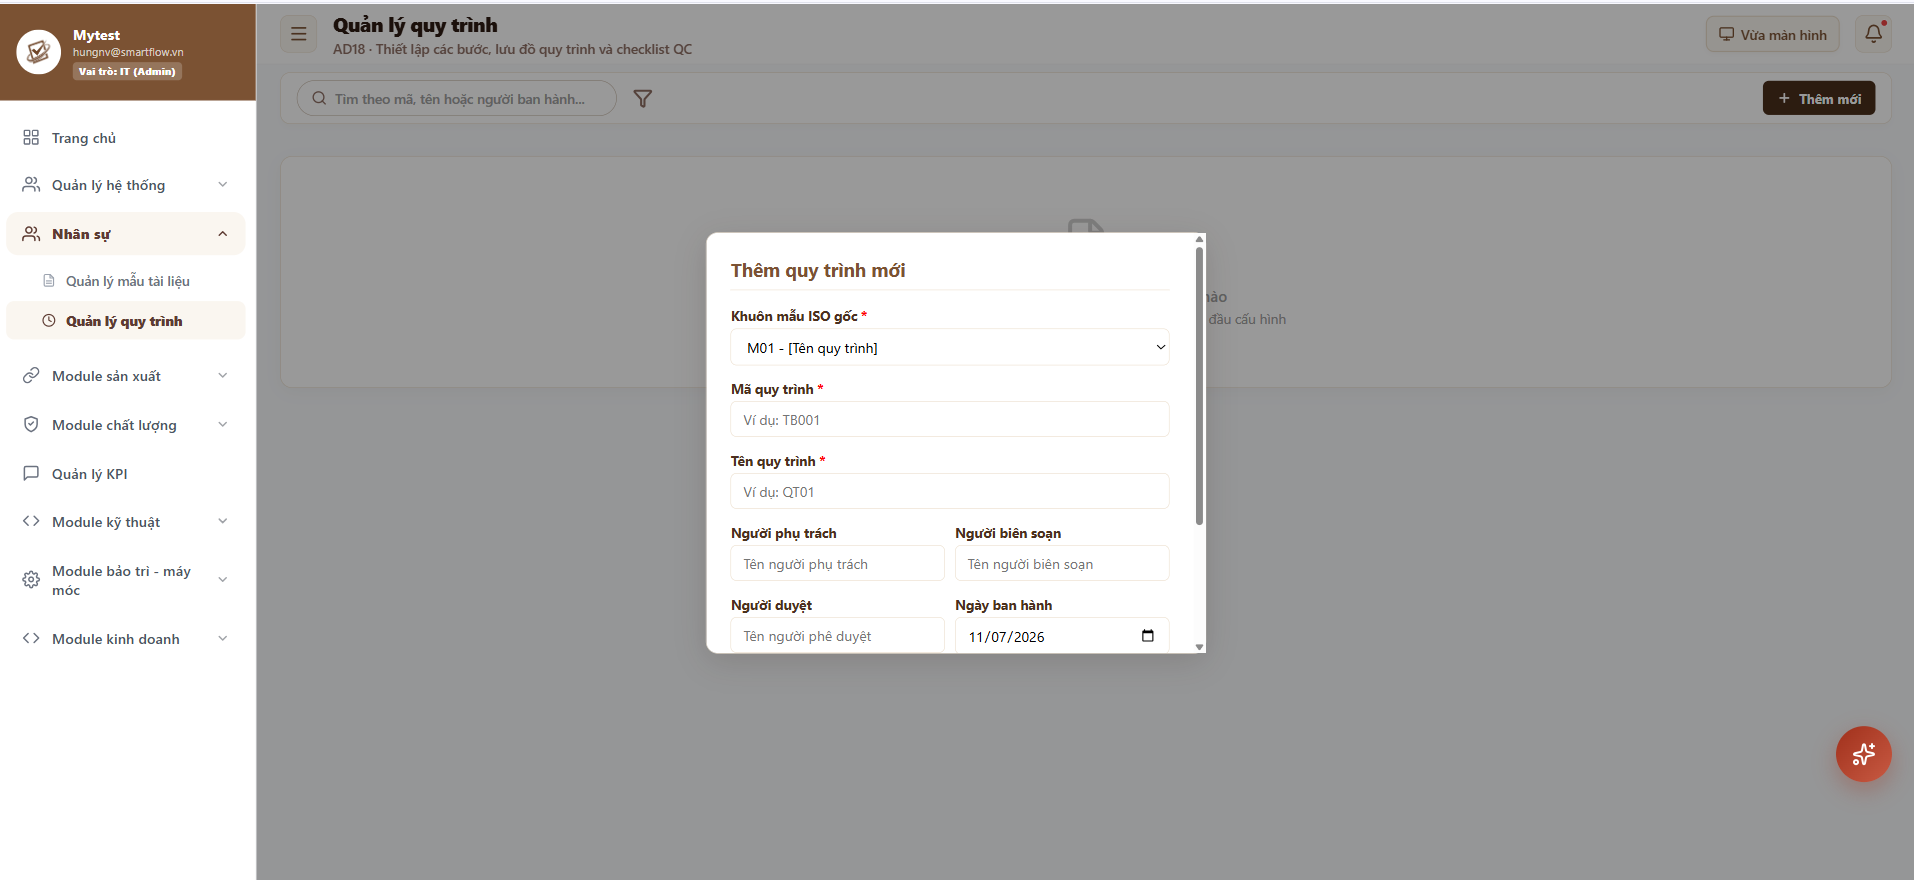 Mytest
hungnv@smartflow.vn
Vai trò: IT (Admin)
Trang chủ
Quản lý hệ thống
Nhân sự
Quản lý mẫu tài liệu
Quản lý quy trình
Module sản xuất
Module chất lượng
Quản lý KPI
Module kỹ thuật
Module bảo trì - máy
móc
Module kinh doanh
Quản lý quy trình
AD18 · Thiết lập các bước, lưu đồ quy trình và checklist QC
Vừa màn hình
Tìm theo mã, tên hoặc người ban hành...
+ Thêm mới
đầu cấu hình
Thêm quy trình mới
Khuôn mẫu ISO gốc *
M01 - [Tên quy trình]
Mã quy trình *
Ví dụ: TB001
Tên quy trình *
Ví dụ: QT01
Người phụ trách Người biên soạn
Tên người phụ trách Tên người biên soạn
Người duyệt Ngày ban hành
Tên người phê duyệt 11/07/2026